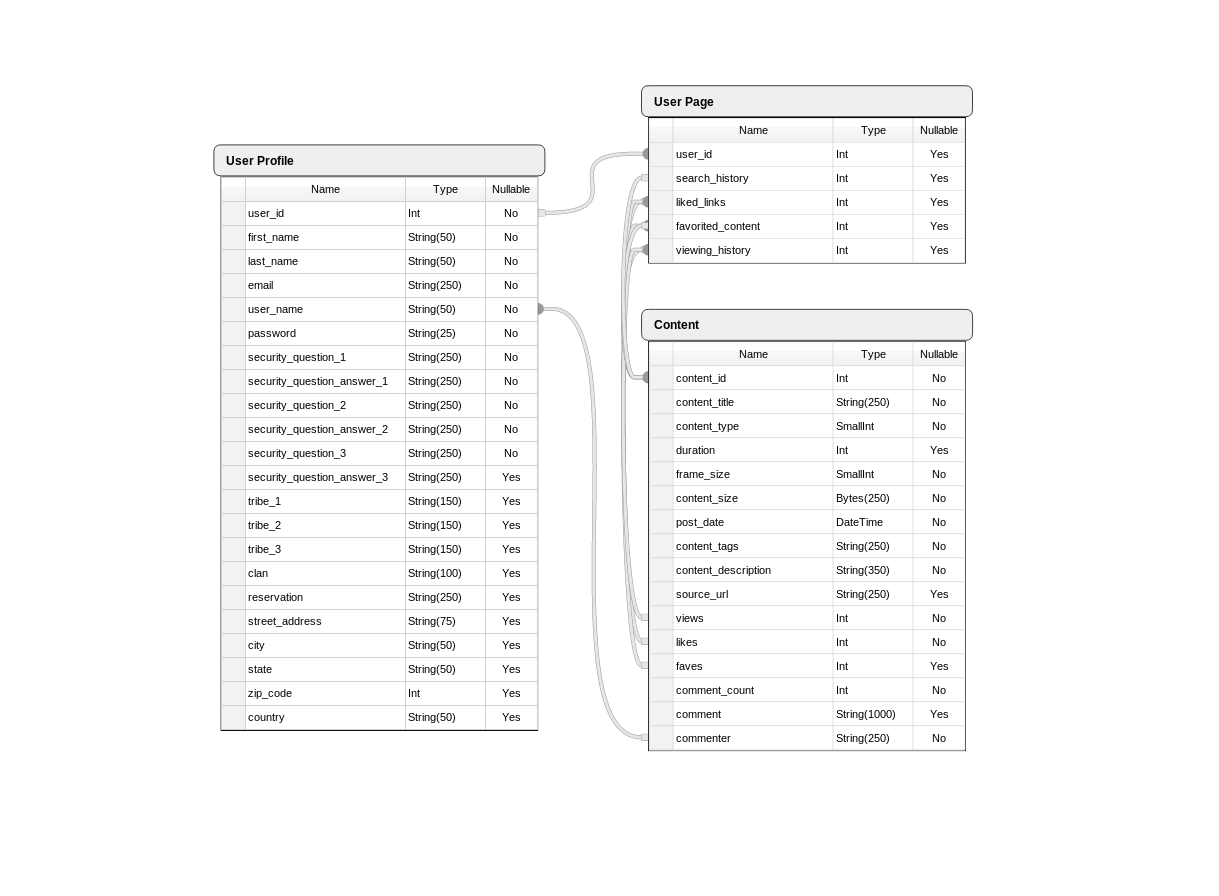 User Profile
Name Type Nullable
user_id Int No
first_name String(50) No
last_name String(50) No
email String(250) No
user_name String(50) No
password String(25) No
security_question_1 String(250) No
security_question_answer_1 String(250) No
security_question_2 String(250) No
security_question_answer_2 String(250) No
security_question_3 String(250) No
security_question_answer_3 String(250) Yes
tribe_1 String(150) Yes
tribe_2 String(150) Yes
tribe_3 String(150) Yes
clan String(100) Yes
reservation String(250) Yes
street_address String(75) Yes
city String(50) Yes
state String(50) Yes
zip_code Int Yes
country String(50) Yes
User Page
Name Type Nullable
user_id Int Yes
search_history Int Yes
liked_links Int Yes
favorited_content Int Yes
viewing_history Int Yes
Content
Name Type Nullable
content_id Int No
content_title String(250) No
content_type SmallInt No
duration Int Yes
frame_size SmallInt No
content_size Bytes(250) No
post_date DateTime No
content_tags String(250) No
content_description String(350) No
source_url String(250) Yes
views Int No
likes Int No
faves Int Yes
comment_count Int No
comment String(1000) Yes
commenter String(250) No